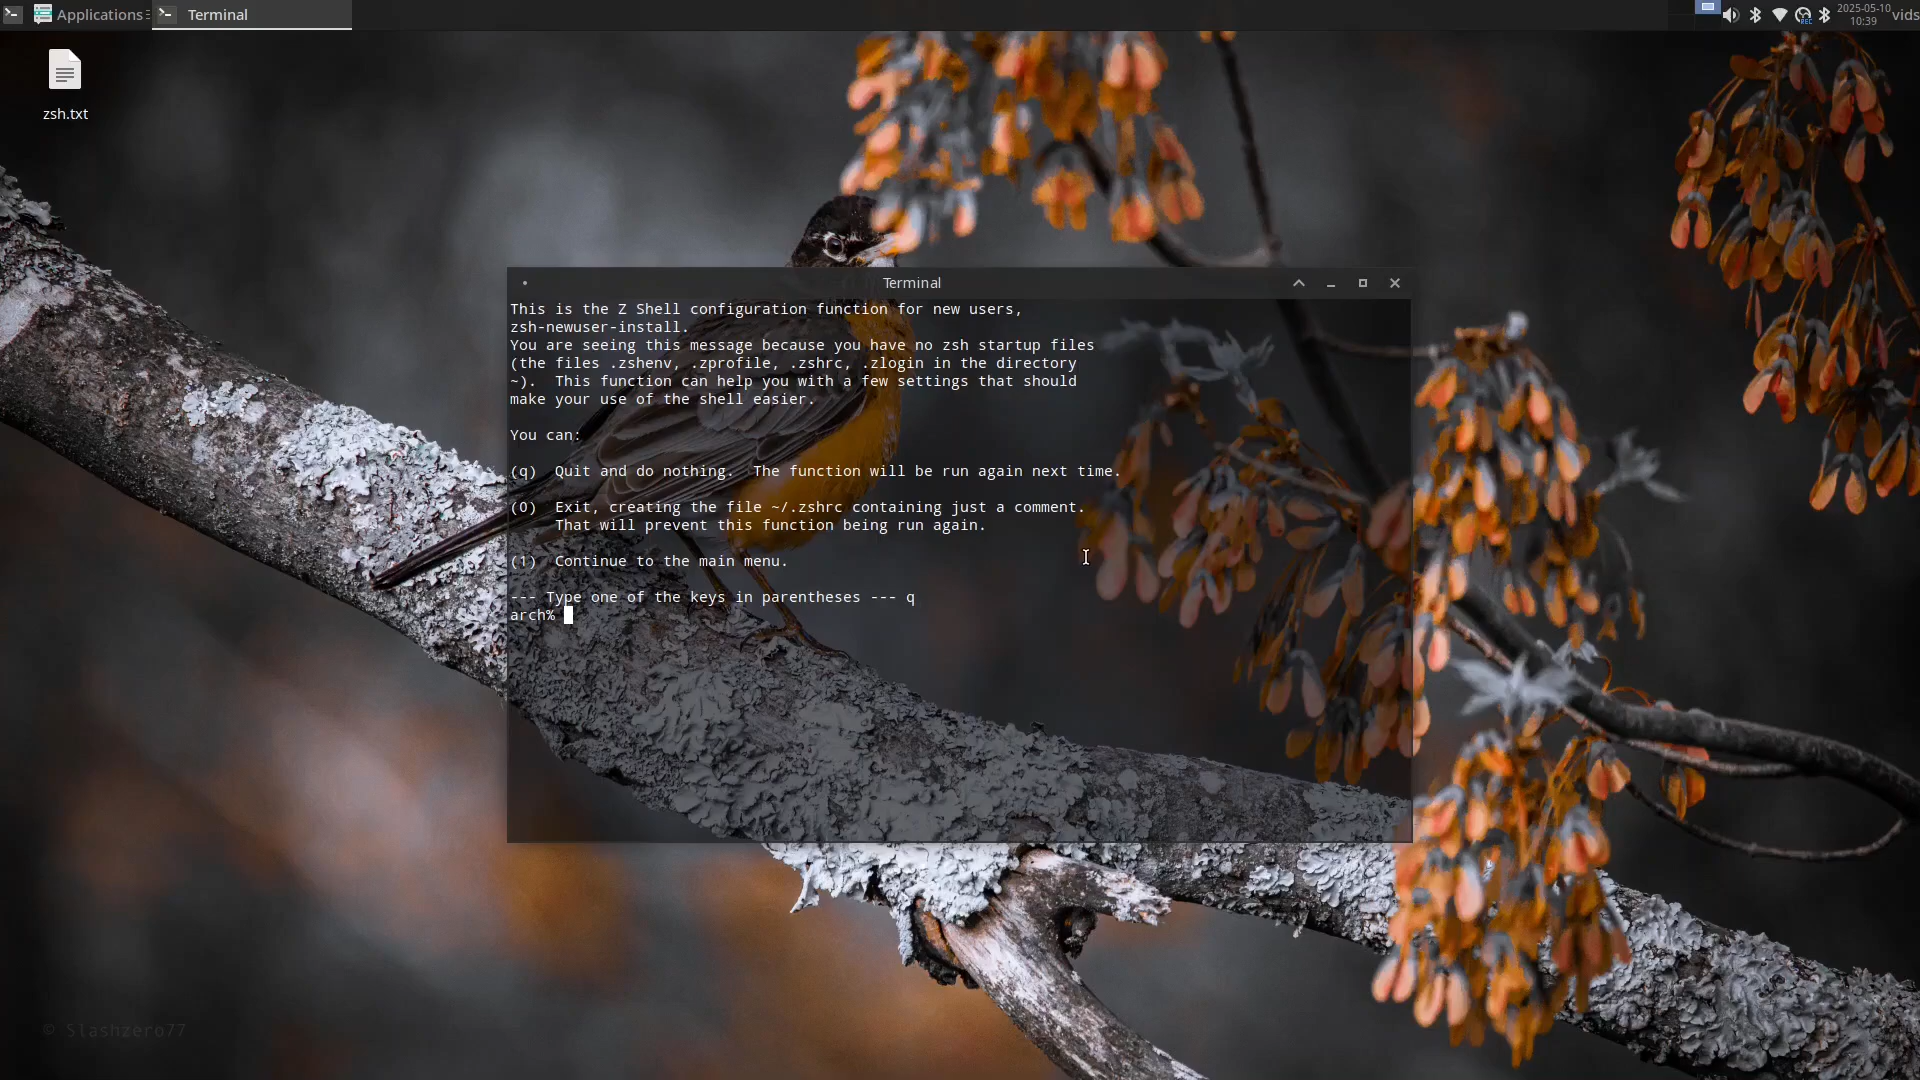 Applications
Terminal
2025-05-10
10:39
vids
zsh.txt
Terminal
This is the Z Shell configuration function for new users,
zsh-newuser-install.
You are seeing this message because you have no zsh startup files
(the files .zshenv, .zprofile, .zshrc, .zlogin in the directory
~).  This function can help you with a few settings that should
make your use of the shell easier.
You can:
(q)  Quit and do nothing.  The function will be run again next time.
(0)  Exit, creating the file ~/.zshrc containing just a comment.
That will prevent this function being run again.
(1)  Continue to the main menu.
--- Type one of the keys in parentheses --- q
arch%
© Slashzero77